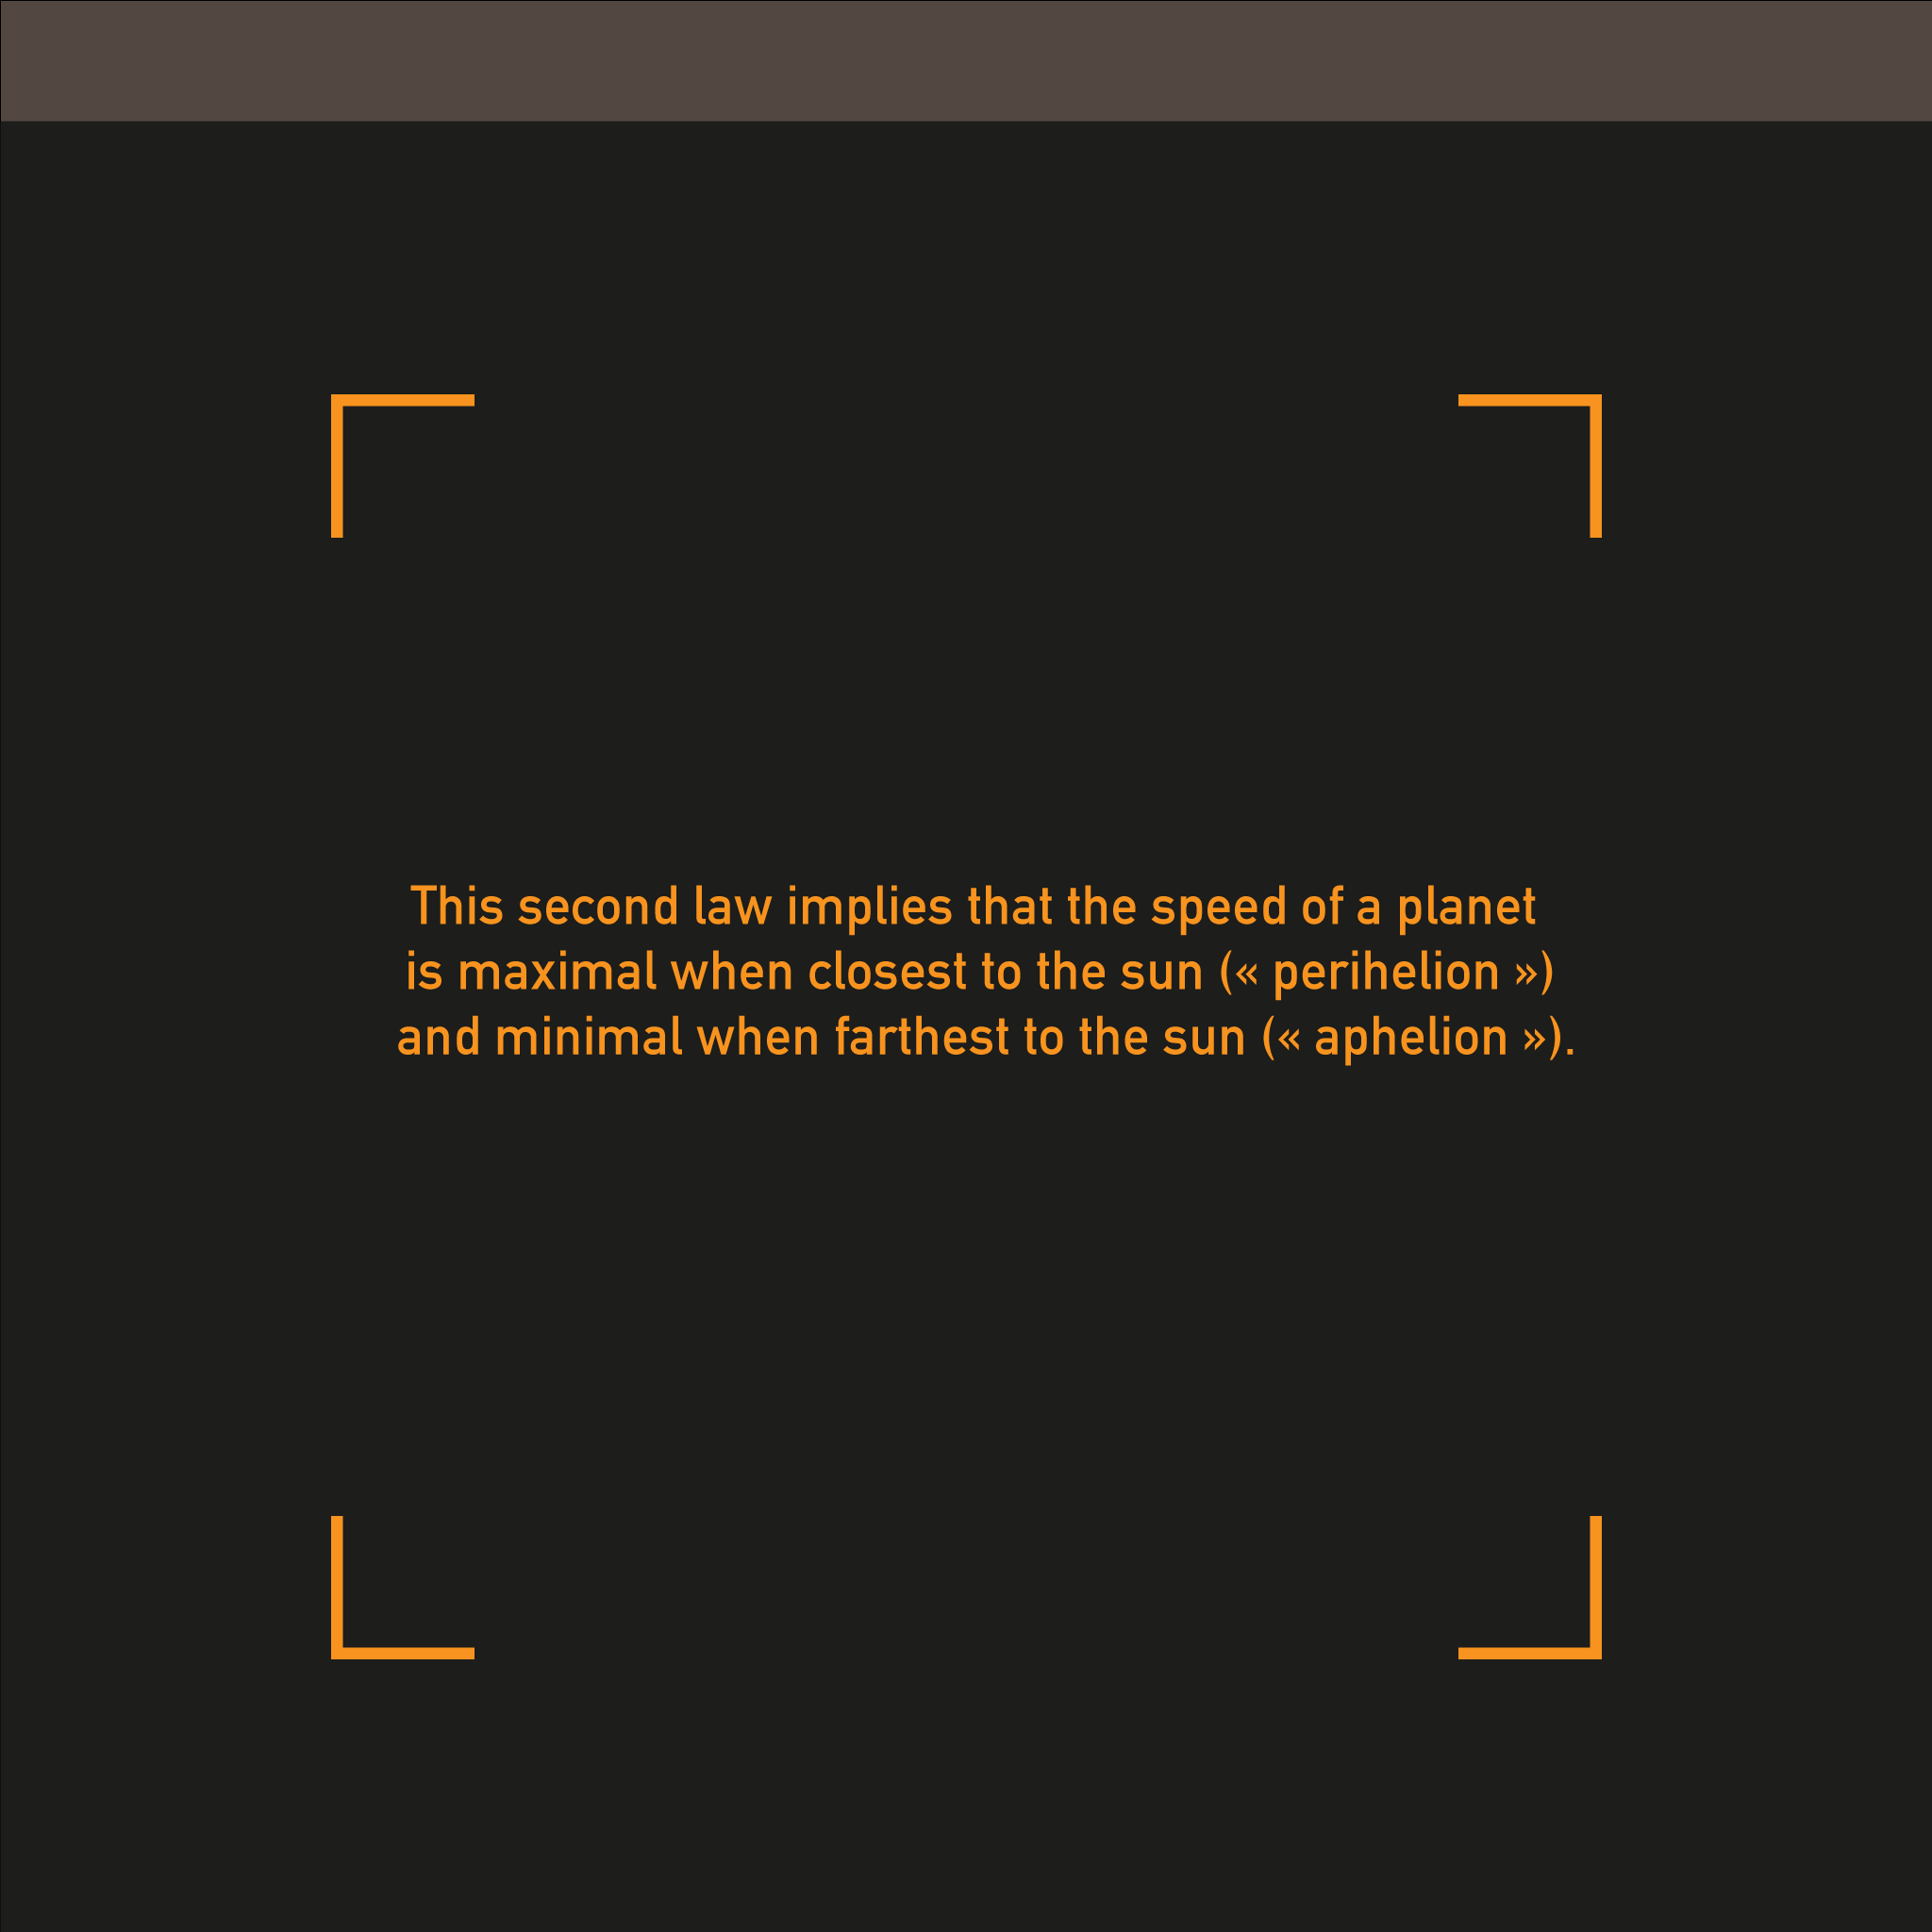 This second law implies that the speed of a planet
is maximal when closest to the sun (« perihelion »)
and minimal when farthest to the sun (« aphelion »).